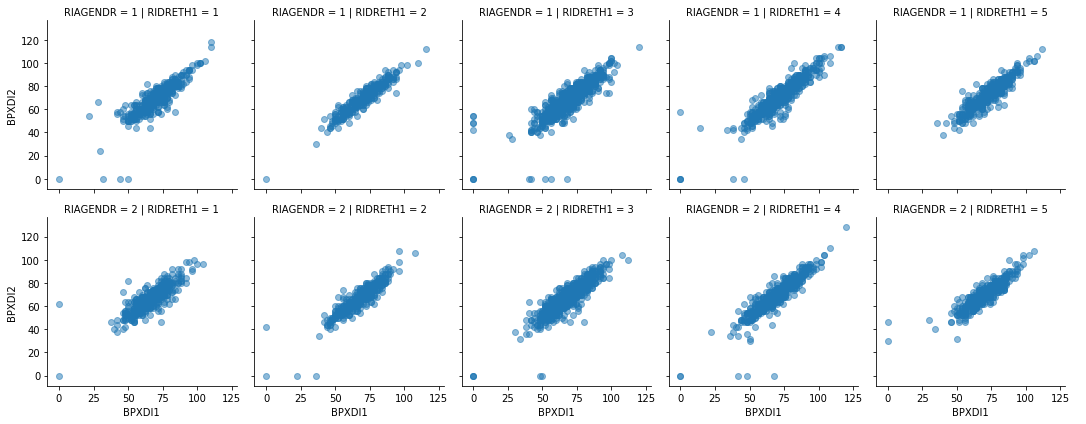 RIAGENDR = 1 | RIDRETH1 = 1
RIAGENDR = 1 | RIDRETH1 = 2
RIAGENDR = 1 | RIDRETH1 = 3
RIAGENDR = 1 | RIDRETH1 = 4
RIAGENDR = 1 | RIDRETH1 = 5
120
100
80
60
40
20
0
BPXDI2
RIAGENDR = 2 | RIDRETH1 = 1
RIAGENDR = 2 | RIDRETH1 = 2
RIAGENDR = 2 | RIDRETH1 = 3
RIAGENDR = 2 | RIDRETH1 = 4
RIAGENDR = 2 | RIDRETH1 = 5
120
100
80
60
40
20
0
BPXDI2
0 25 50 75 100 125
0 25 50 75 100 125
0 25 50 75 100 125
0 25 50 75 100 125
0 25 50 75 100 125
BPXDI1
BPXDI1
BPXDI1
BPXDI1
BPXDI1